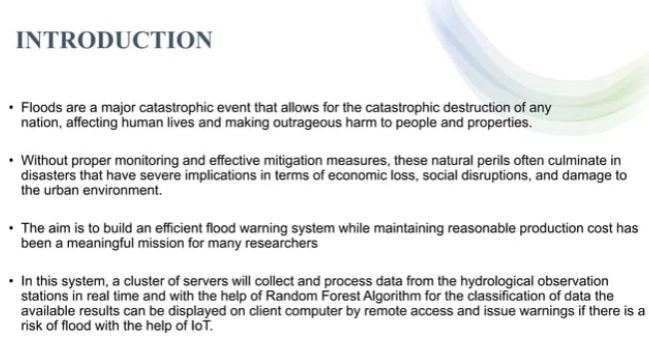 INTRODUCTION
• Floods are a major catastrophic event that allows for the catastrophic destruction of any
nation, affecting human lives and making outrageous harm to people and properties.
• Without proper monitoring and effective mitigation measures, these natural perils often culminate in
disasters that have severe implications in terms of economic loss, social disruptions, and damage to
the urban environment.
• The aim is to build an efficient flood warning system while maintaining reasonable production cost has
been a meaningful mission for many researchers
• In this system, a cluster of servers will collect and process data from the hydrological observation
stations in real time and with the help of Random Forest Algorithm for the classification of data the
available results can be displayed on client computer by remote access and issue warnings if there is a
risk of flood with the help of IoT.